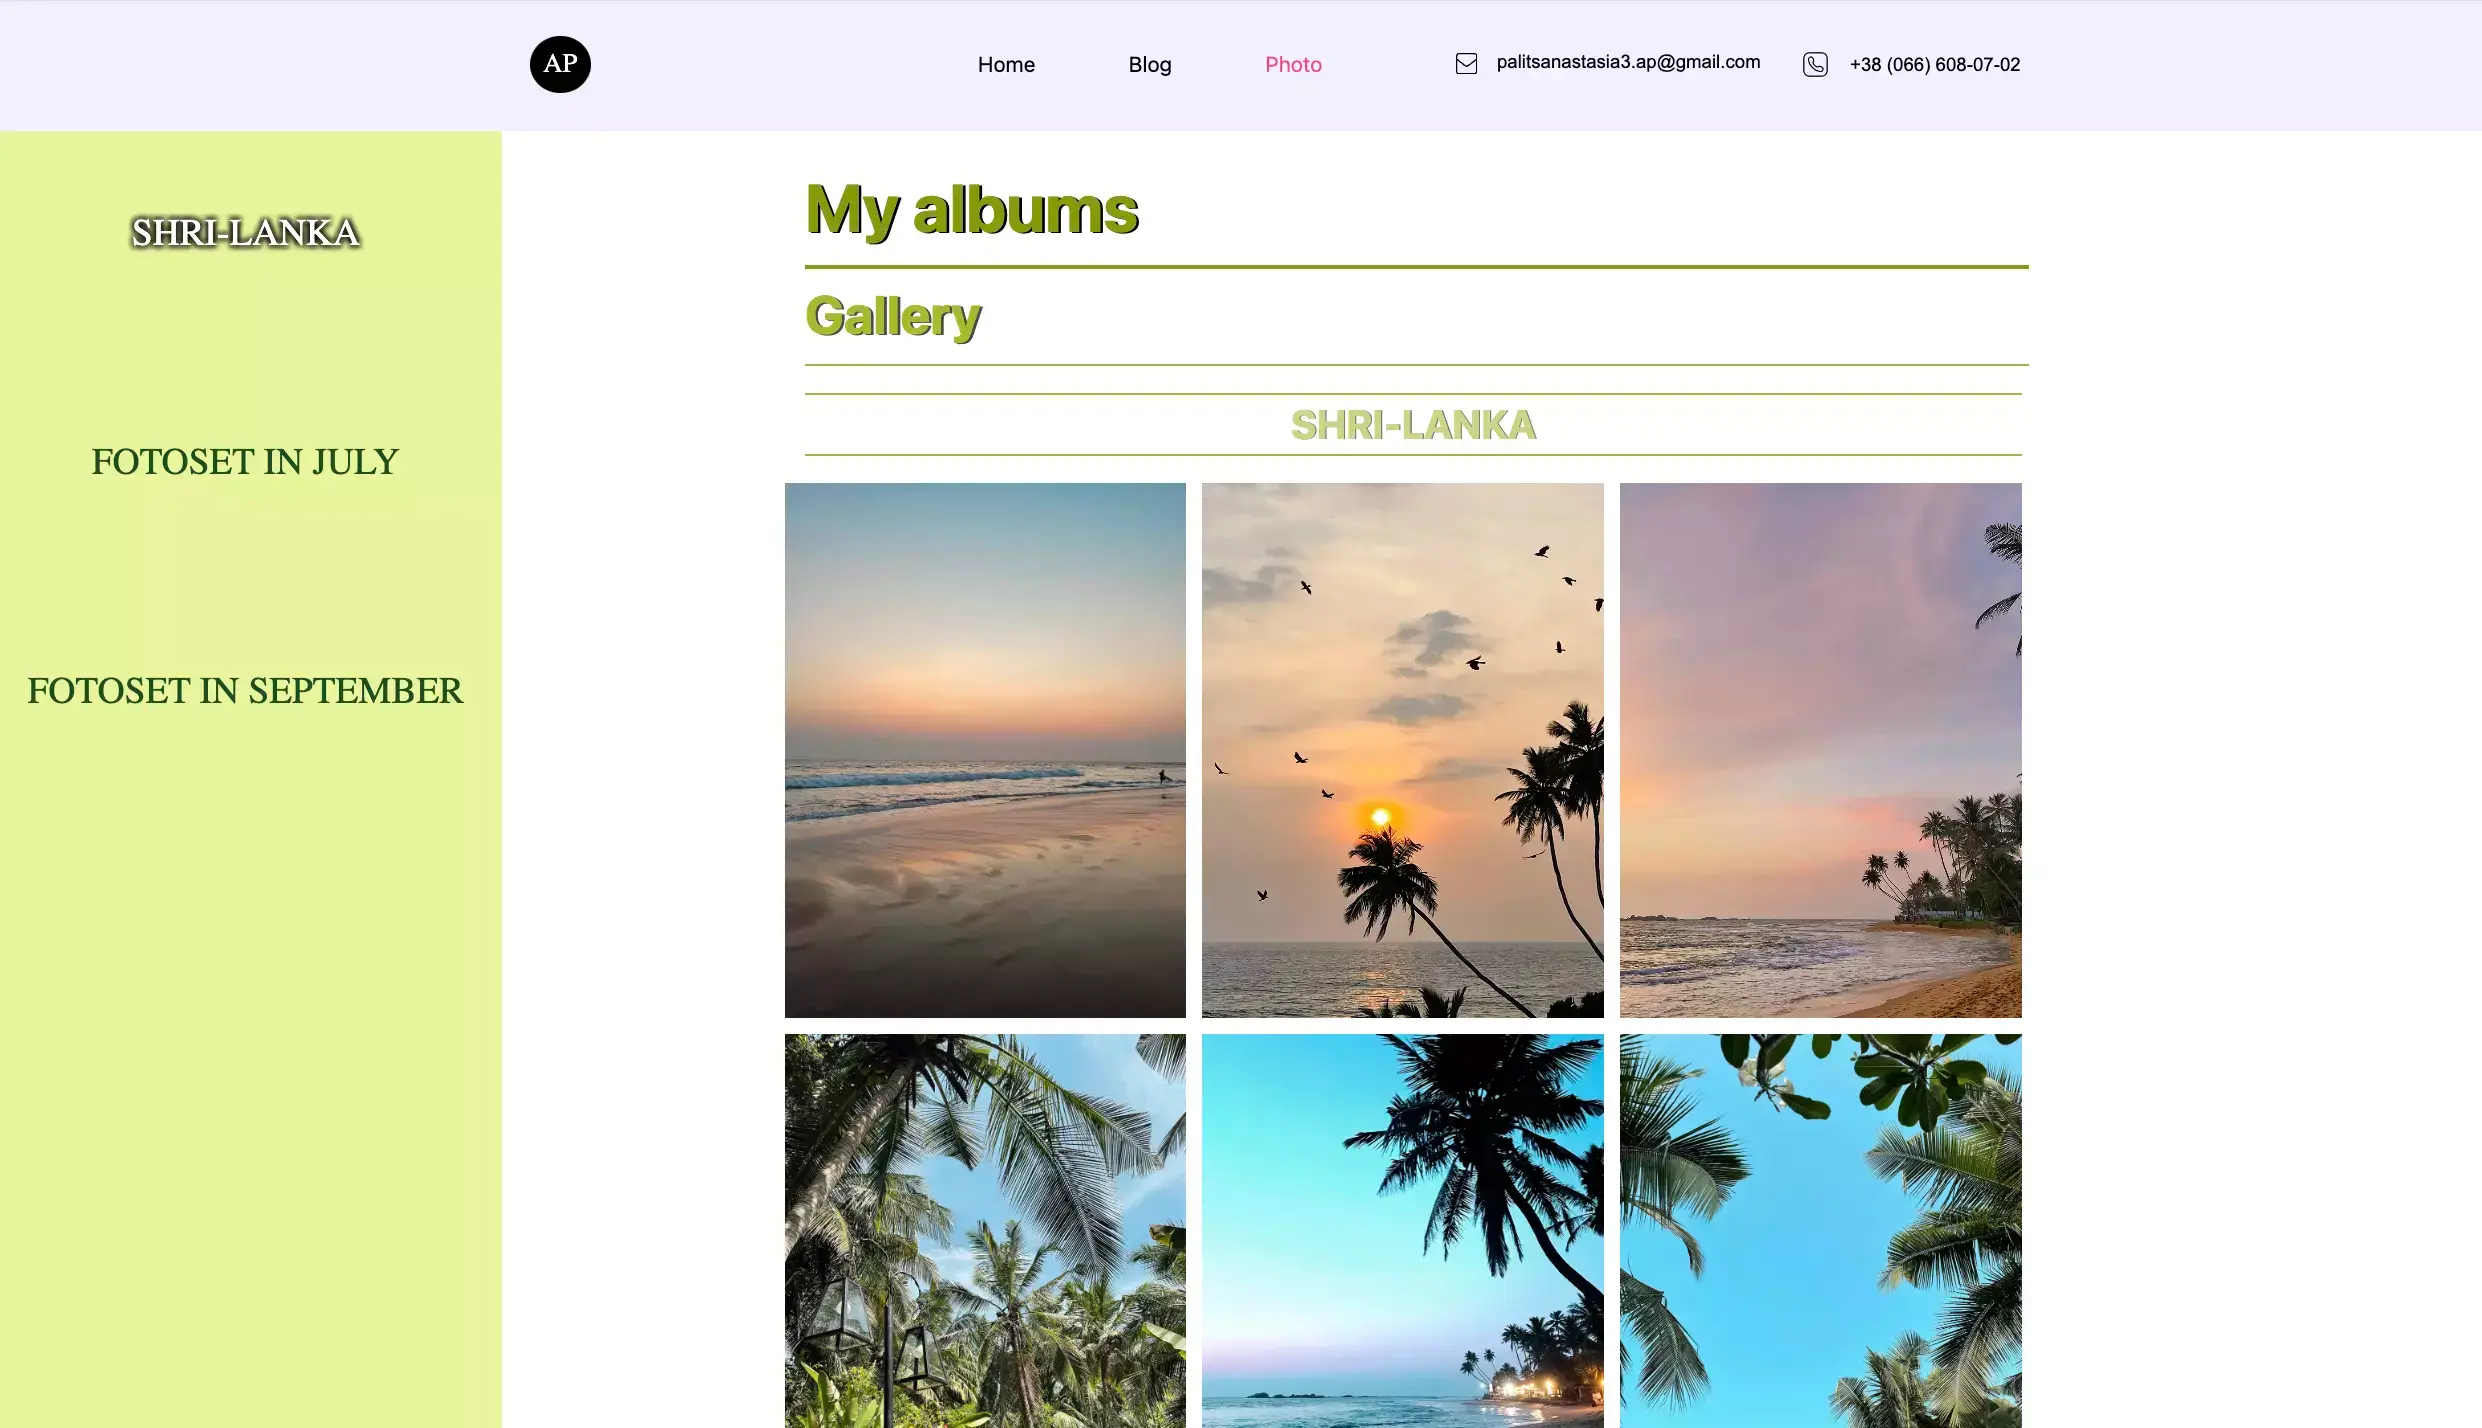 AP
Home
Blog
Photo
palitsanastasia3.ap@gmail.com
+38 (066) 608-07-02
SHRI-LANKA
FOTOSET IN JULY
FOTOSET IN SEPTEMBER
My albums
Gallery
SHRI-LANKA